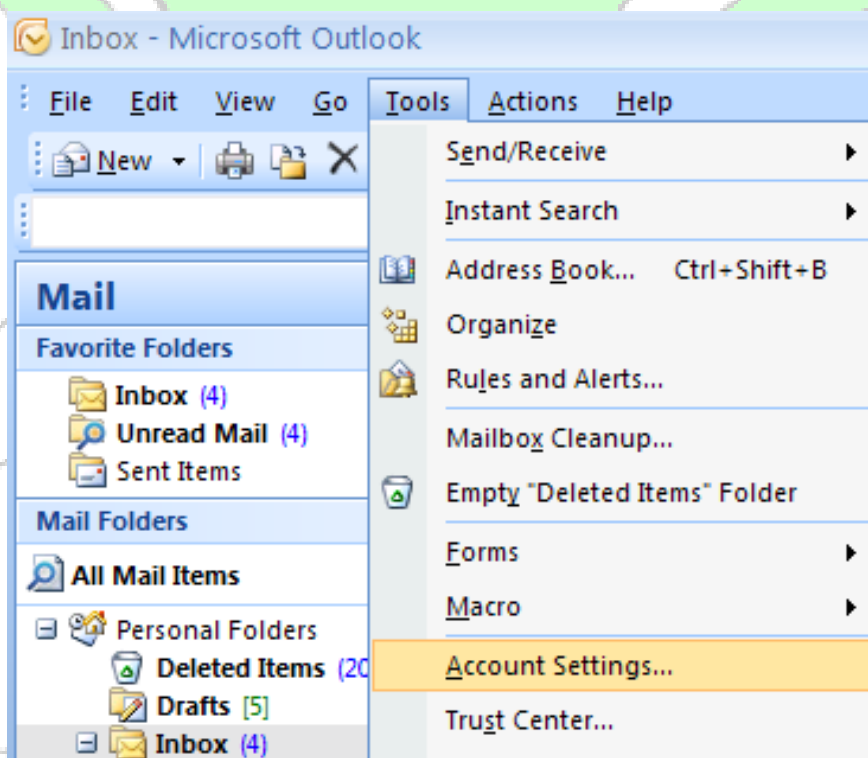 Inbox - Microsoft Outlook
File Edit View Go Tools Actions Help
New
Send/Receive
Instant Search
Address Book... Ctrl+Shift+B
Organize
Rules and Alerts...
Mailbox Cleanup...
Empty "Deleted Items" Folder
Forms
Macro
Account Settings...
Trust Center...
Mail
Favorite Folders
Inbox (4)
Unread Mail (4)
Sent Items
Mail Folders
All Mail Items
Personal Folders
Deleted Items (20
Drafts [5]
Inbox (4)